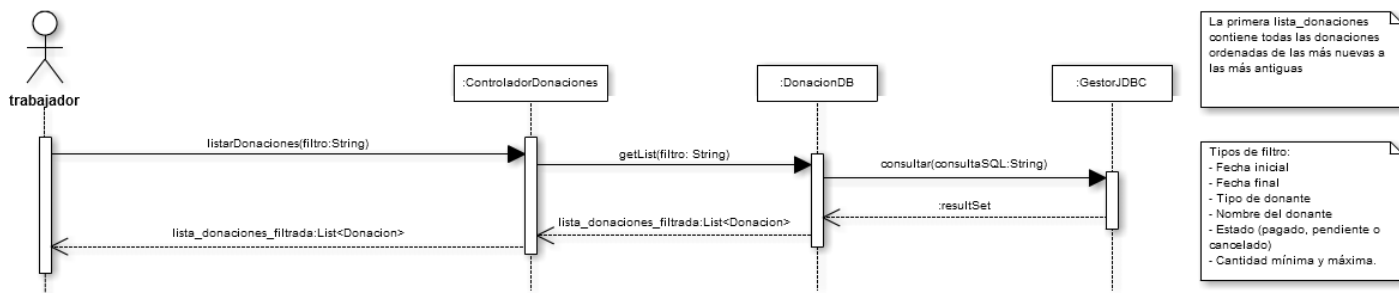 La primera lista_donaciones
contiene todas las donaciones
ordenadas de las más nuevas a
las más antiguas
trabajador
:ControladorDonaciones
:DonacionDB
:GestorJDBC
listarDonaciones(filtro:String)
getList(filtro: String)
consultar(consultaSQL:String)
:resultSet
lista_donaciones_filtrada:List<Donacion>
lista_donaciones_filtrada:List<Donacion>
Tipos de filtro:
- Fecha inicial
- Fecha final
- Tipo de donante
- Nombre del donante
- Estado (pagado, pendiente o
cancelado)
- Cantidad mínima y máxima.